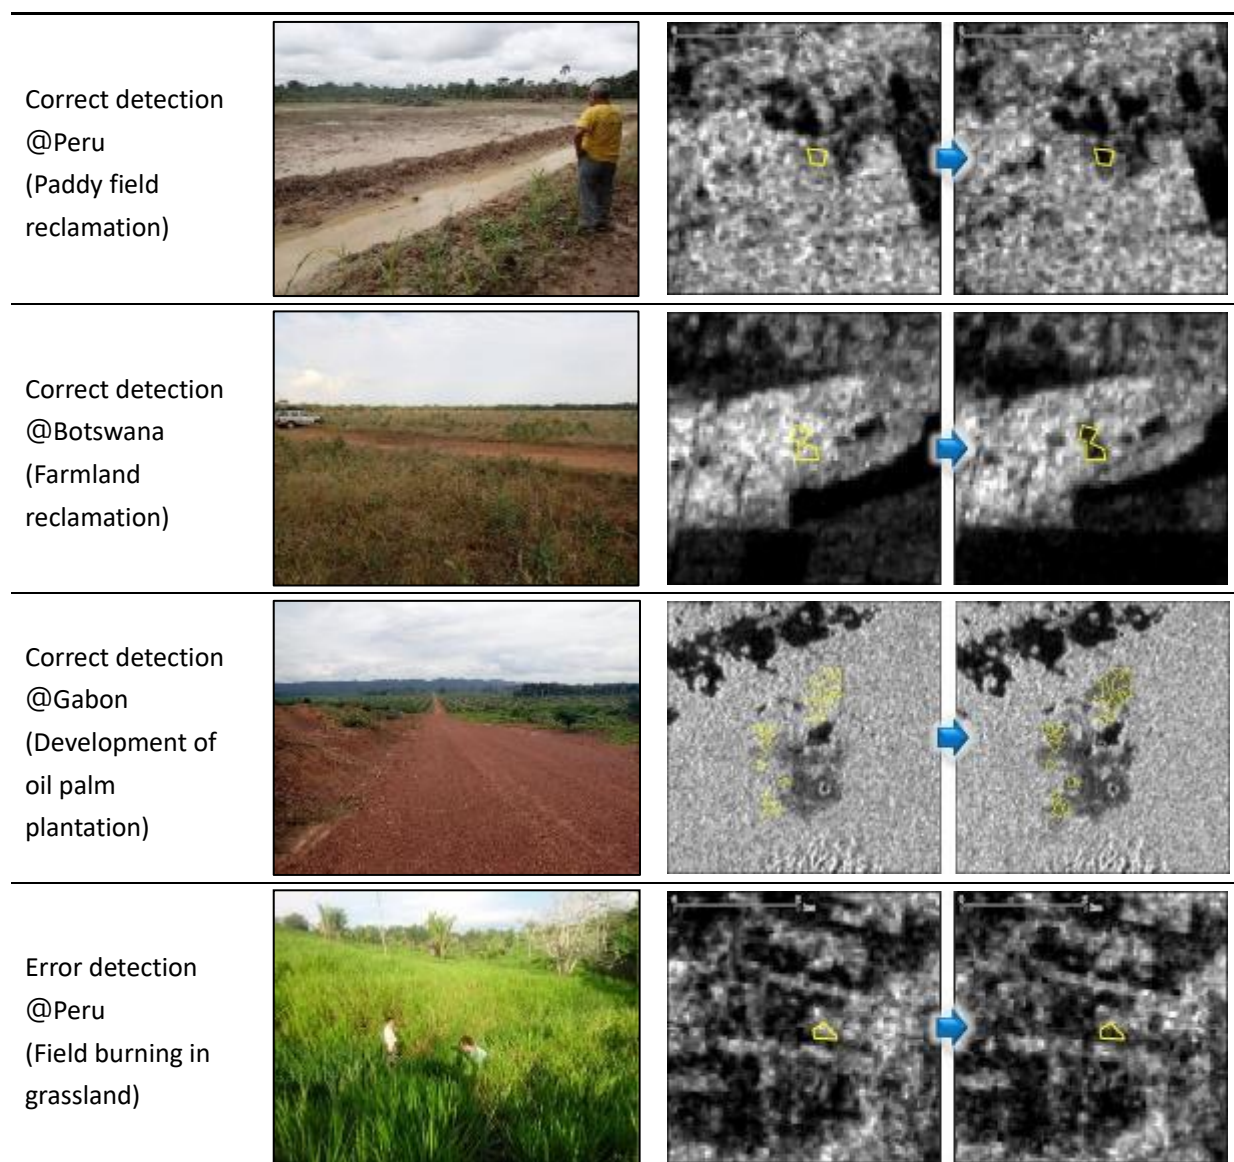 Correct detection
@Peru
(Paddy field
reclamation)
Correct detection
@Botswana
(Farmland
reclamation)
Correct detection
@Gabon
(Development of
oil palm
plantation)
Error detection
@Peru
(Field burning in
grassland)